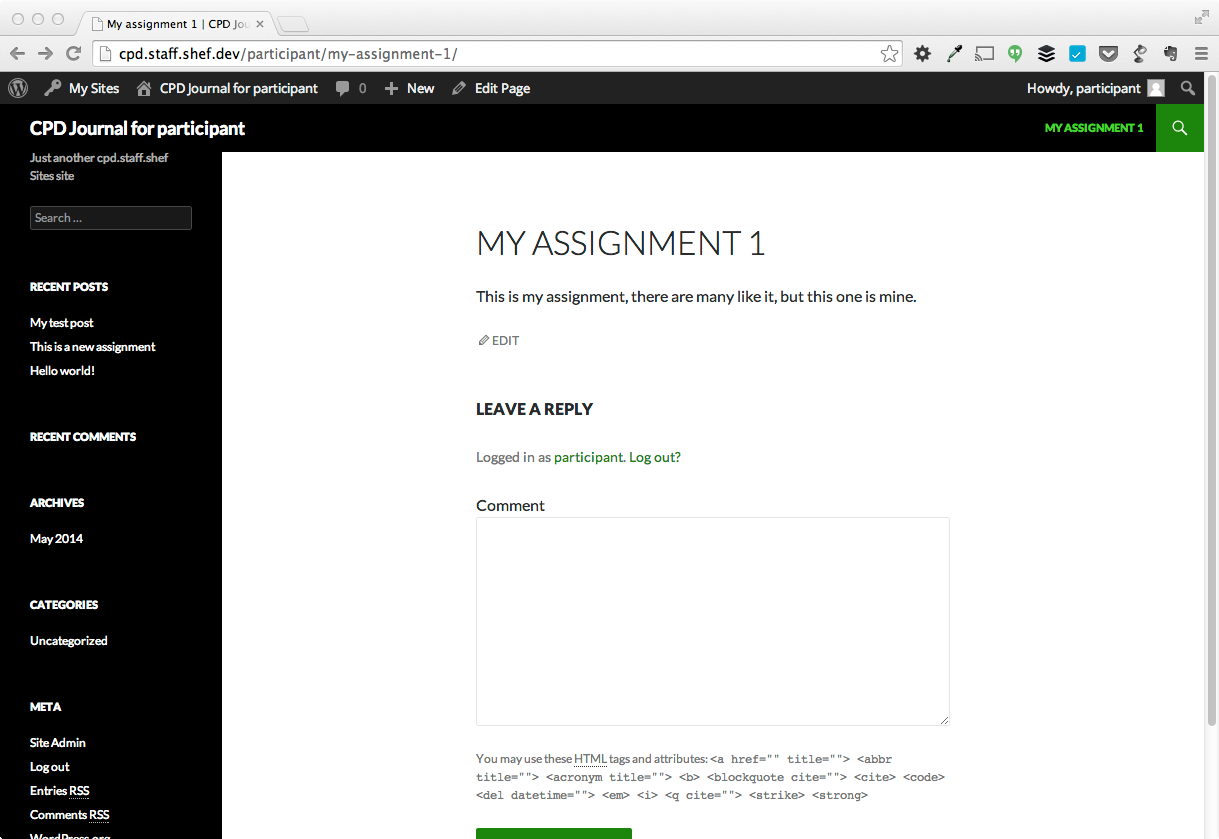 My assignment 1 | CPD Jou
cpd.staff.shef.dev/participant/my-assignment-1/
My Sites CPD Journal for participant 0 New Edit Page Howdy, participant
CPD Journal for participant
MY ASSIGNMENT 1
Just another cpd.staff.shef
Sites site
Search ...
RECENT POSTS
My test post
This is a new assignment
Hello world!
RECENT COMMENTS
ARCHIVES
May 2014
CATEGORIES
Uncategorized
META
Site Admin
Log out
Entries RSS
Comments RSS
WordPress.org
MY ASSIGNMENT 1
This is my assignment, there are many like it, but this one is mine.
EDIT
LEAVE A REPLY
Logged in as participant. Log out?
Comment
You may use these HTML tags and attributes: <a href="" title=""> <abbr
title=""> <acronym title=""> <b> <blockquote cite=""> <cite> <code>
<del datetime=""> <em> <i> <q cite=""> <strike> <strong>